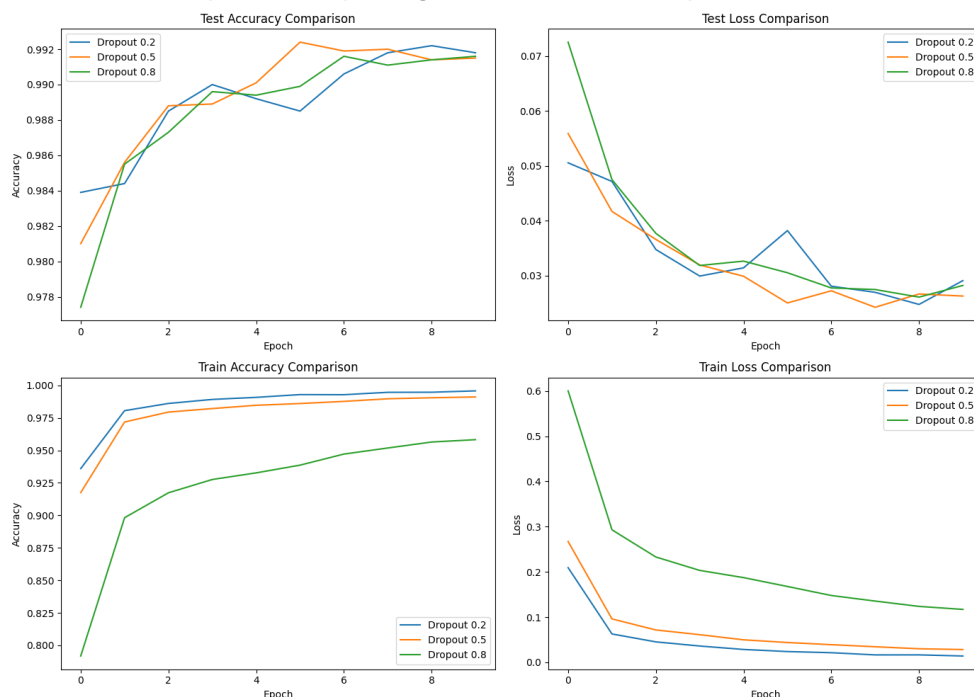 Test Accuracy Comparison
Dropout 0.2
Dropout 0.5
Dropout 0.8
0.992
0.990
0.988
0.986
0.984
0.982
0.980
0.978
Accuracy
0 2 4 6 8
Epoch
Test Loss Comparison
Dropout 0.2
Dropout 0.5
Dropout 0.8
0.07
0.06
0.05
0.04
0.03
Loss
0 2 4 6 8
Epoch
Train Accuracy Comparison
1.000
0.975
0.950
0.925
0.900
0.875
0.850
0.825
0.800
Accuracy
Dropout 0.2
Dropout 0.5
Dropout 0.8
0 2 4 6 8
Epoch
Train Loss Comparison
Dropout 0.2
Dropout 0.5
Dropout 0.8
0.6
0.5
0.4
0.3
0.2
0.1
0.0
Loss
0 2 4 6 8
Epoch